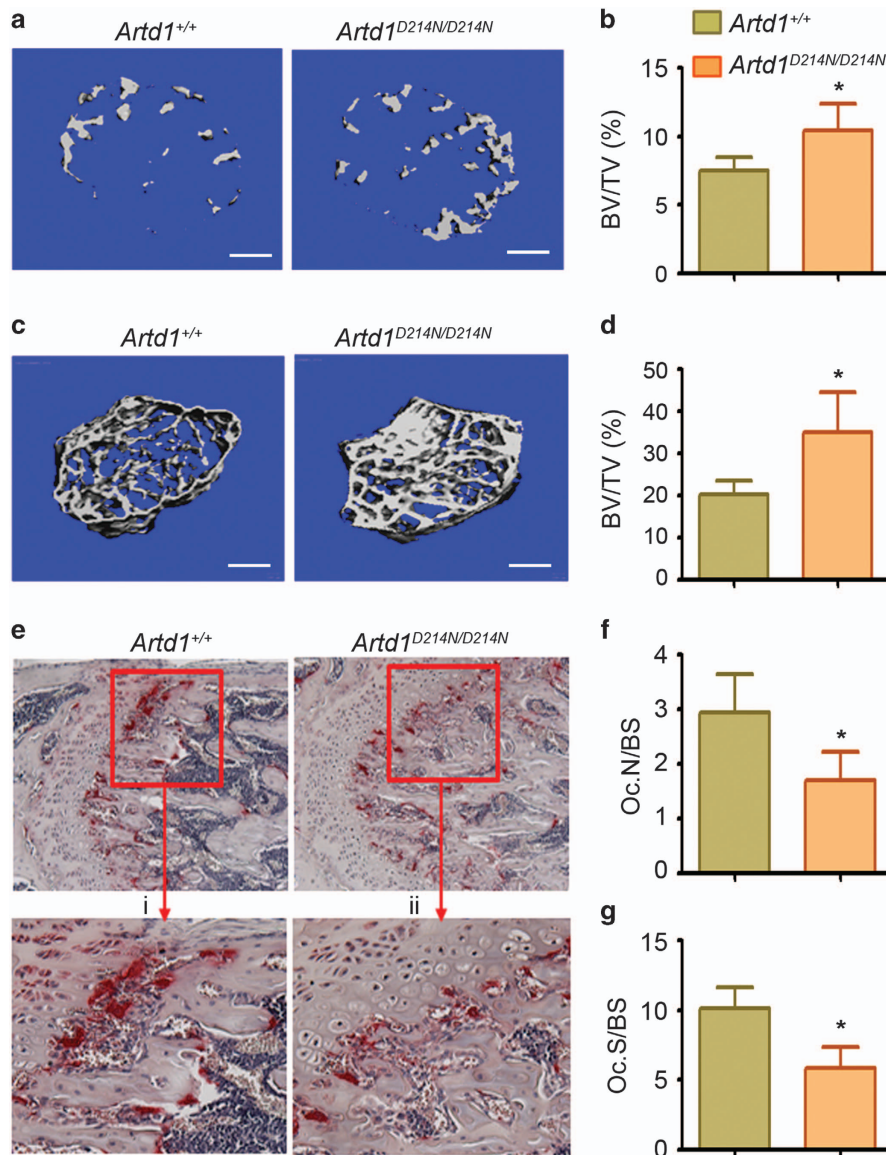 a
Artd1+/+
Artd1D214N/D214N
b
Artd1+/+
Artd1D214N/D214N
BV/TV (%)
15
10
5
0
*
c
Artd1+/+
Artd1D214N/D214N
d
BV/TV (%)
50
40
30
20
10
0
*
e
Artd1+/+
Artd1D214N/D214N
i
ii
f
Oc.N/BS
4
3
2
1
0
*
g
Oc.S/BS
15
10
5
0
*